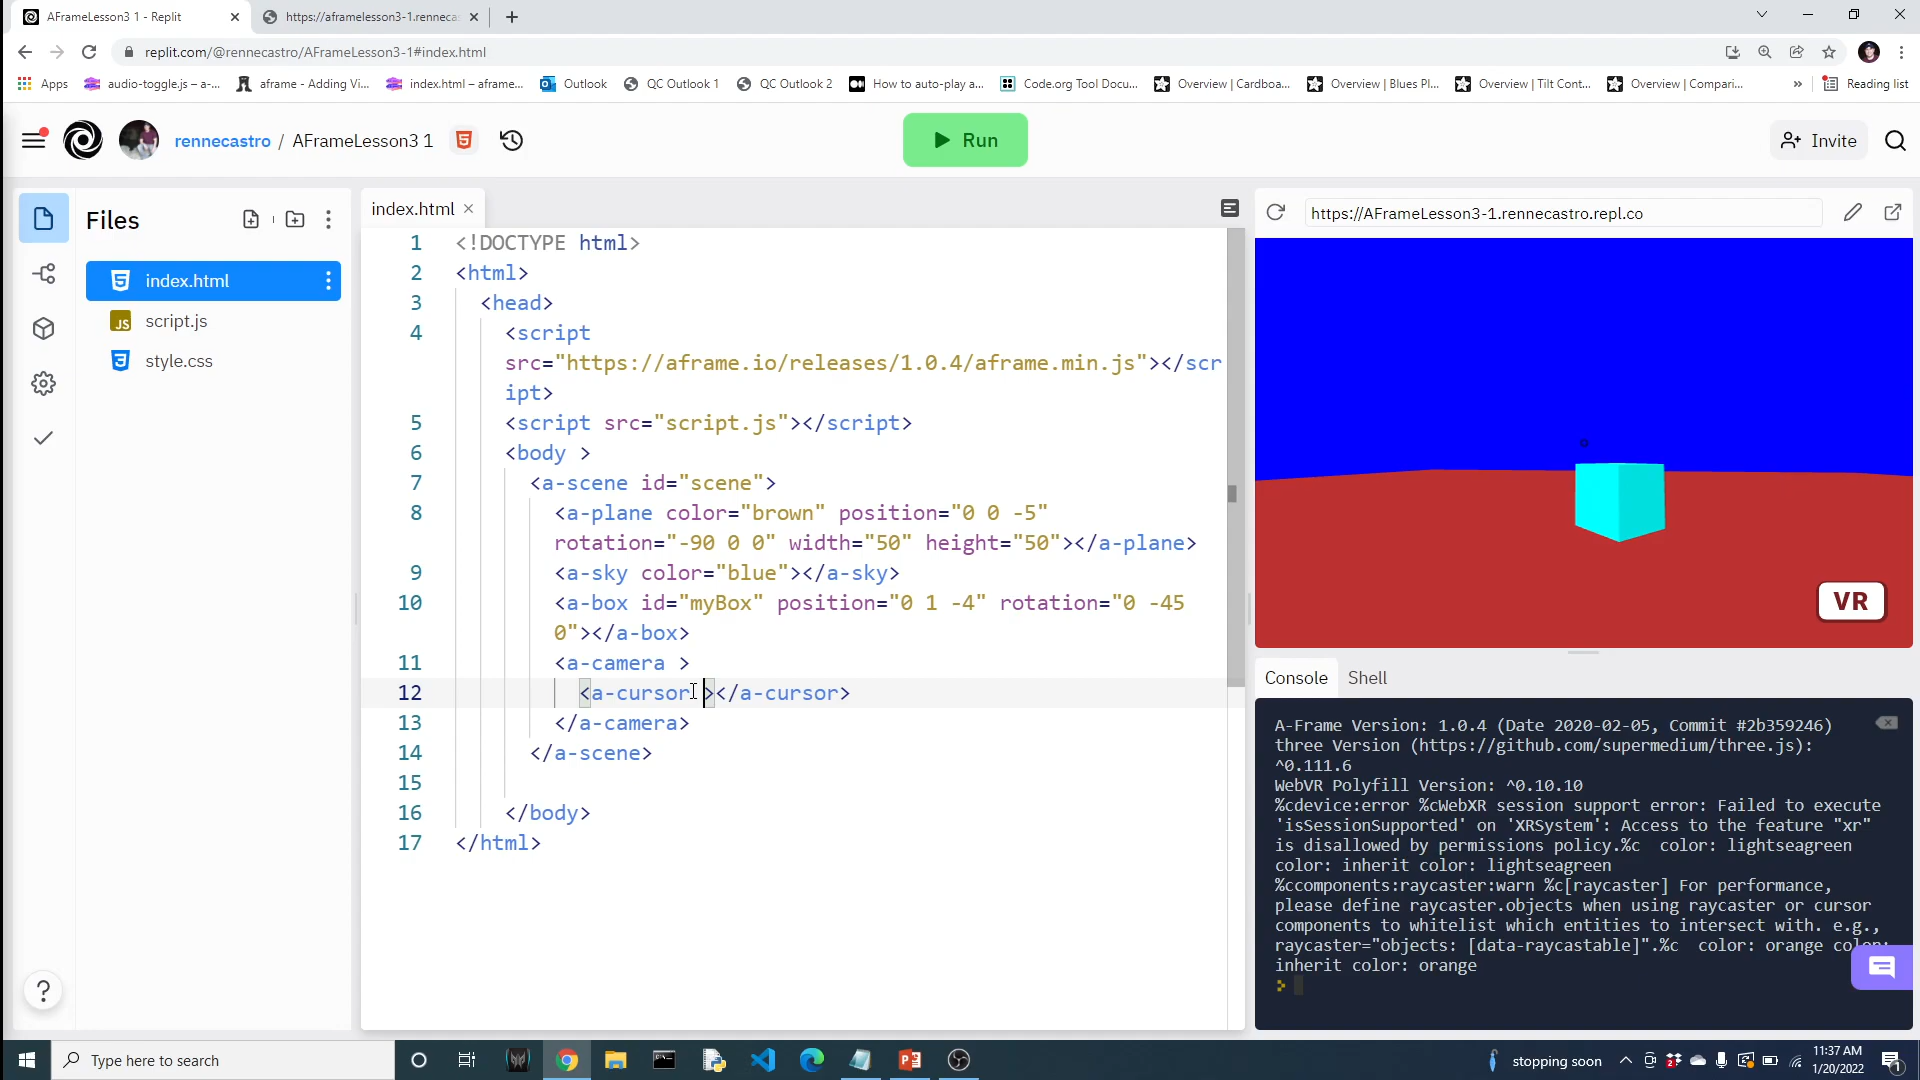 AFrameLesson3 1 - Replit
https://aframelesson3-1.renneca
replit.com/@rennecastro/AFrameLesson3-1#index.html
Apps
audio-toggle.js – a-...
aframe - Adding Vi...
index.html – aframe...
Outlook
QC Outlook 1
QC Outlook 2
How to auto-play a...
Code.org Tool Docu...
Overview | Cardboa...
Overview | Blues Pl...
Overview | Tilt Cont...
Overview | Compari...
»
Reading list
rennecastro / AFrameLesson3 1
Run
Invite
Files
index.html
script.js
style.css
index.html
1 <!DOCTYPE html>
2 <html>
3 <head>
4 <script
src="https://aframe.io/releases/1.0.4/aframe.min.js"></scr
ipt>
5 <script src="script.js"></script>
6 <body >
7 <a-scene id="scene">
8 <a-plane color="brown" position="0 0 -5"
rotation="-90 0 0" width="50" height="50"></a-plane>
9 <a-sky color="blue"></a-sky>
10 <a-box id="myBox" position="0 1 -4" rotation="0 -45
0"></a-box>
11 <a-camera >
12 <a-cursor ></a-cursor>
13 </a-camera>
14 </a-scene>
15
16 </body>
17 </html>
https://AFrameLesson3-1.rennecastro.repl.co
VR
Console
Shell
A-Frame Version: 1.0.4 (Date 2020-02-05, Commit #2b359246)
three Version (https://github.com/supermedium/three.js):
^0.111.6
WebVR Polyfill Version: ^0.10.10
%cdevice:error %cWebXR session support error: Failed to execute
'isSessionSupported' on 'XRSystem': Access to the feature "xr"
is disallowed by permissions policy.%c color: lightseagreen
color: inherit color: lightseagreen
%ccomponents:raycaster:warn %c[raycaster] For performance,
please define raycaster.objects when using raycaster or cursor
components to whitelist which entities to intersect with. e.g.,
raycaster="objects: [data-raycastable]".%c color: orange color:
inherit color: orange
?
Type here to search
stopping soon
11:37 AM
1/20/2022
1